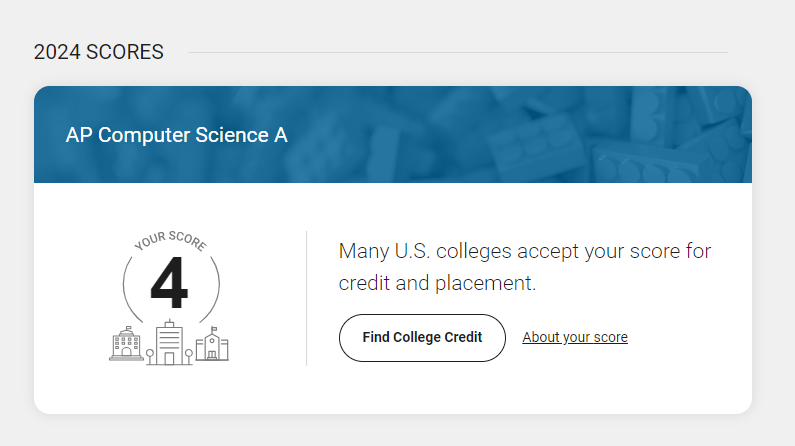 2024 SCORES
AP Computer Science A
YOUR SCORE
4
Many U.S. colleges accept your score for
credit and placement.
Find College Credit
About your score